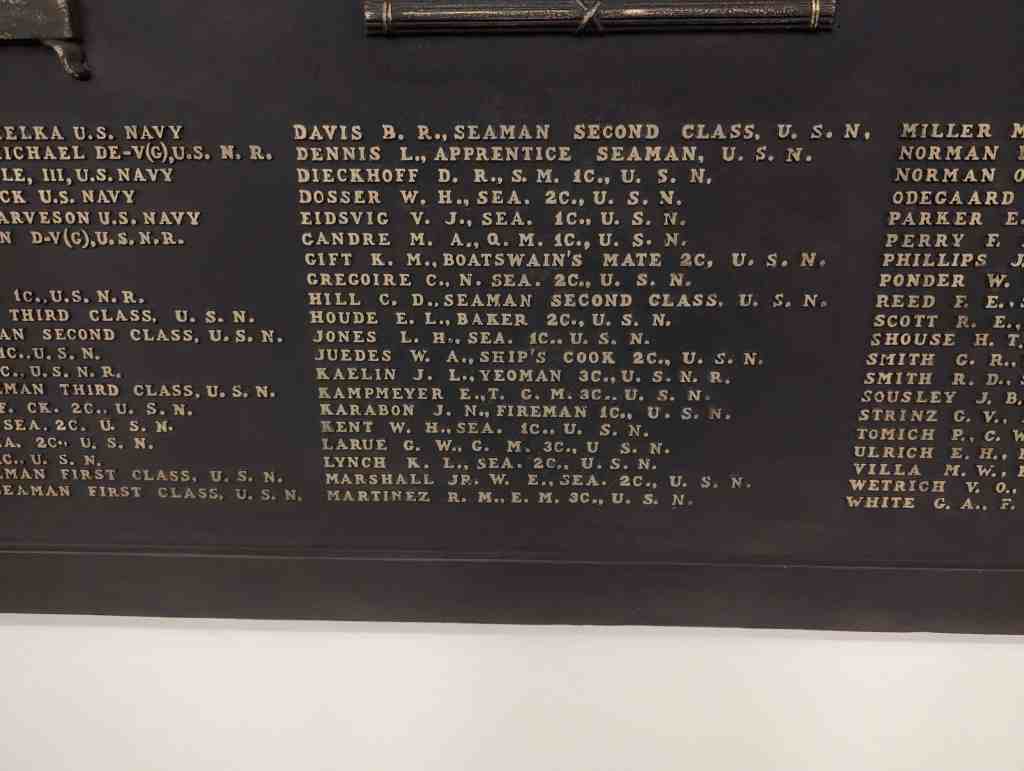 ELKA U.S. NAVY
ICHAEL DE-V(G),U.S. N. R.
LE, III, U.S. NAVY
CK U.S. NAVY
ARVESON U.S. NAVY
N D-V(G),U.S.N.R.
1C., U.S. N. R.
THIRD CLASS, U. S. N.
AN SECOND CLASS, U. S. N.
1C., U. S. N.
C., U. S. N. R.
MAN THIRD CLASS, U. S. N.
E. CK. 2C., U. S. N.
SEA. 2C. U. S. N.
A. 2C., U. S. N.
C., U. S. N.
MAN FIRST CLASS, U. S. N.
SEAMAN FIRST CLASS, U. S. N.
DAVIS B. R., SEAMAN SECOND CLASS, U. S. N,
DENNIS L., APPRENTICE SEAMAN, U. S. N.
DIECKHOFF D. R., S. M. 1C., U. S. N,
DOSSER W. H., SEA. 2C., U. S. N.
EIDSVIG V. J., SEA. 1C., U. S. N.
GANDRE M. A., Q. M. 1C., U. S. N.
GIFT K. M., BOATSWAIN'S MATE 2C, U. S. N.
GREGOIRE C., N. SEA. 2C., U. S. N.
HILL C. D., SEAMAN SECOND CLASS, U. S. N.
HOUDE E. L., BAKER 2C., U. S. N.
JONES L. H., SEA. 1C., U. S. N.
JUEDES W. A., SHIP'S COOK 2C., U. S. N.
KAELIN J. L., YEOMAN 3C., U. S. N. R.
KAMPMEYER E., T. G. M. 3C., U. S. N.
KARABON J. N., FIREMAN 1C., U. S. N.
KENT W. H., SEA. 1C., U. S. N.
LARUE G. W., G. M. 3C., U S. N.
LYNCH K. L., SEA. 2C., U. S. N.
MARSHALL JR. W. E., SEA. 2C., U. S. N.
MARTINEZ R. M., E. M. 3C., U. S. N.
MILLER M
NORMAN
NORMAN O
ODEGAARD
PARKER E.
PERRY F.
PHILLIPS J
PONDER W.
REED F. E.,
SCOTT R. E.,
SHOUSE H. T,
SMITH G. R.,
SMITH R. D.,
SOUSLEY J, B,
STRINZ G. V.,
TOMICH P., C. W
ULRICH E. H.,
VILLA M. W.,
WETRICH V. O.,
WHITE G. A., F.